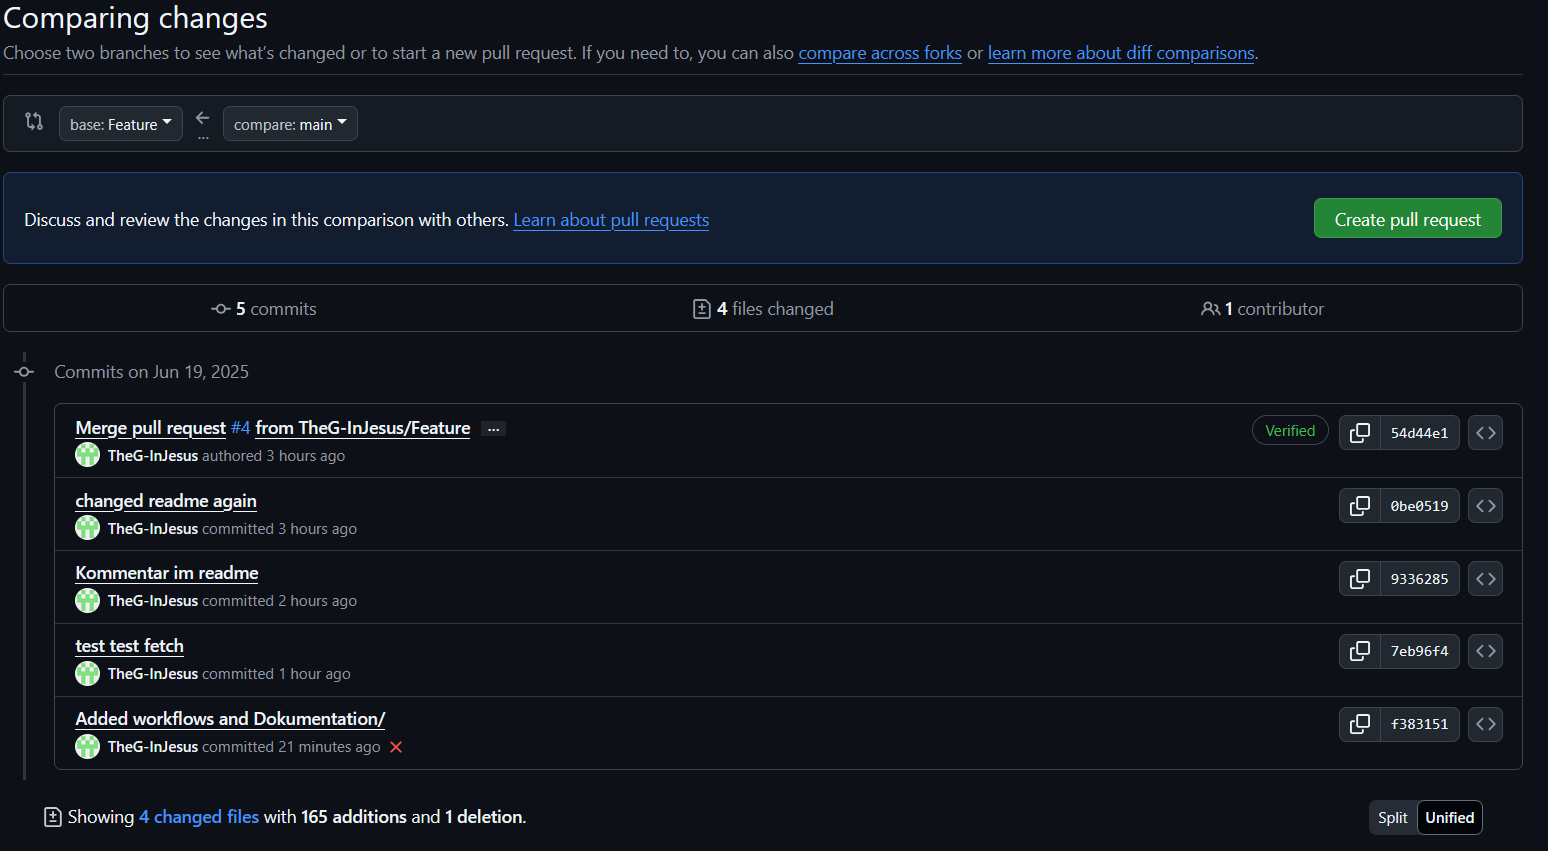 Comparing changes
Choose two branches to see what's changed or to start a new pull request. If you need to, you can also compare across forks or learn more about diff comparisons.
base: Feature ... compare: main
Discuss and review the changes in this comparison with others. Learn about pull requests Create pull request
5 commits 4 files changed 1 contributor
Commits on Jun 19, 2025
Merge pull request #4 from TheG-InJesus/Feature ... Verified 54d44e1
TheG-InJesus authored 3 hours ago
changed readme again 0be0519
TheG-InJesus committed 3 hours ago
Kommentar im readme 9336285
TheG-InJesus committed 2 hours ago
test test fetch 7eb96f4
TheG-InJesus committed 1 hour ago
Added workflows and Dokumentation/ f383151
TheG-InJesus committed 21 minutes ago
Showing 4 changed files with 165 additions and 1 deletion. Split Unified